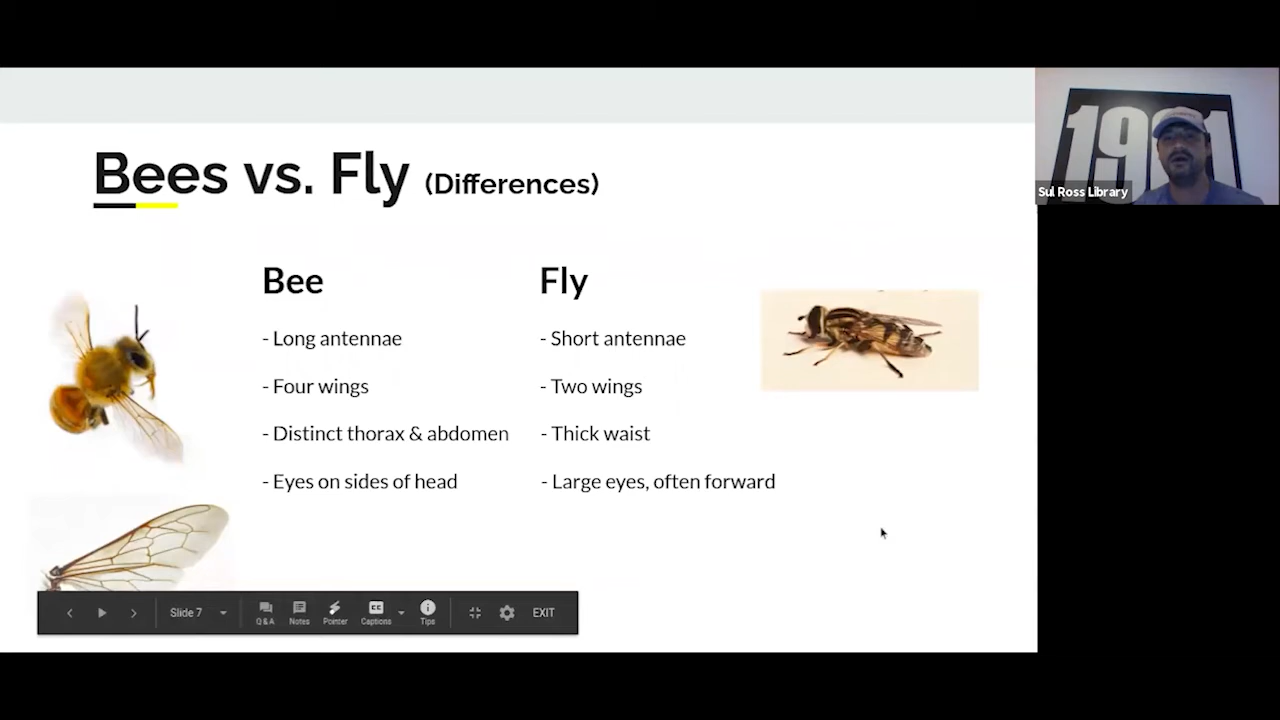 Bees vs. Fly (Differences)
1901
Sul Ross Library
Bee
Fly
- Long antennae
- Short antennae
- Four wings
- Two wings
- Distinct thorax & abdomen
- Thick waist
- Eyes on sides of head
- Large eyes, often forward
Slide 7
Q & A
Notes
Pointer
CC
Captions
Tips
EXIT